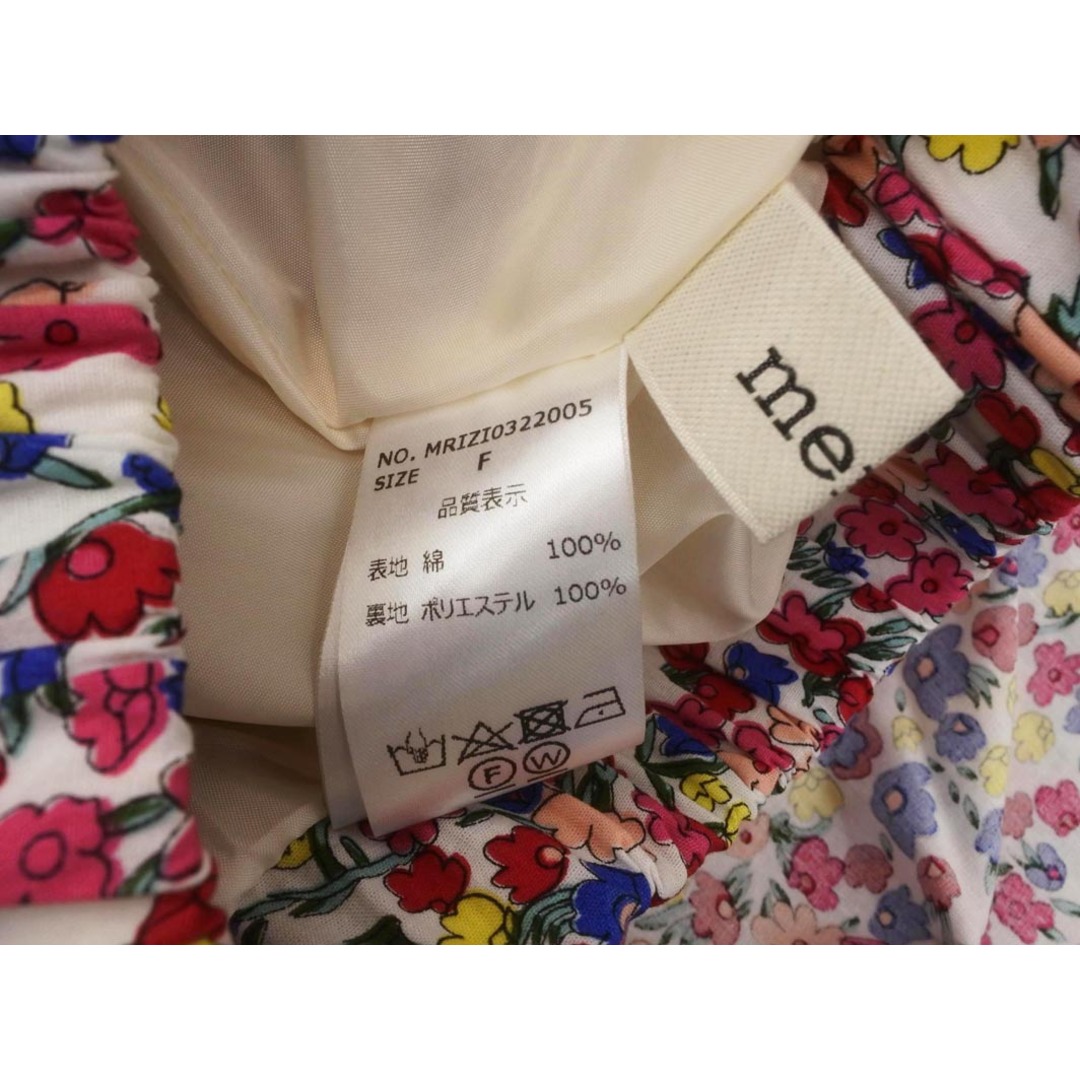 NO. MRIZI0322005
SIZE F
品質表示
表地 綿 100%
裏地 ポリエステル 100%
F W
me